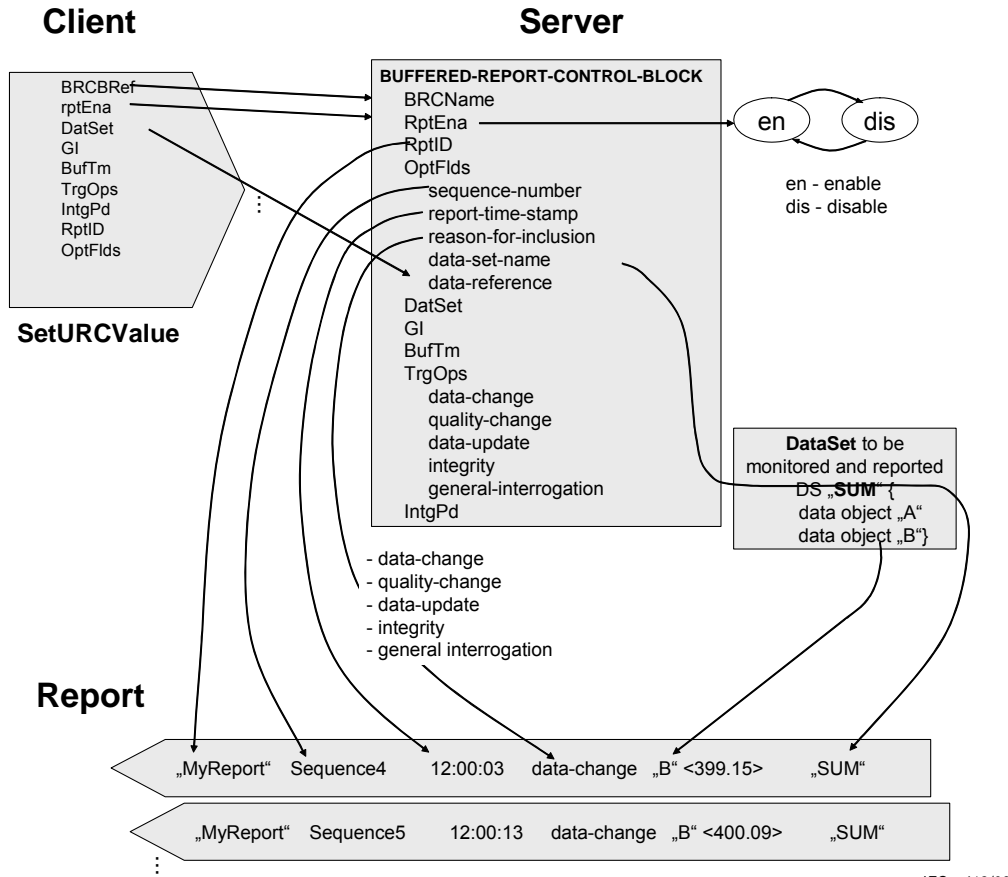 Client
Server
BRCBRef
rptEna
DatSet
GI
BufTm
TrgOps
IntgPd
RptID
OptFlds
⋮
SetURCValue
BUFFERED-REPORT-CONTROL-BLOCK
BRCName
RptEna
RptID
OptFlds
sequence-number
report-time-stamp
reason-for-inclusion
data-set-name
data-reference
DatSet
GI
BufTm
TrgOps
data-change
quality-change
data-update
integrity
general-interrogation
IntgPd
en
dis
en - enable
dis - disable
DataSet to be
monitored and reported
DS „SUM“ {
data object „A“
data object „B“}
- data-change
- quality-change
- data-update
- integrity
- general interrogation
Report
„MyReport“ Sequence4 12:00:03 data-change „B“ <399.15> „SUM“
„MyReport“ Sequence5 12:00:13 data-change „B“ <400.09> „SUM“
⋮